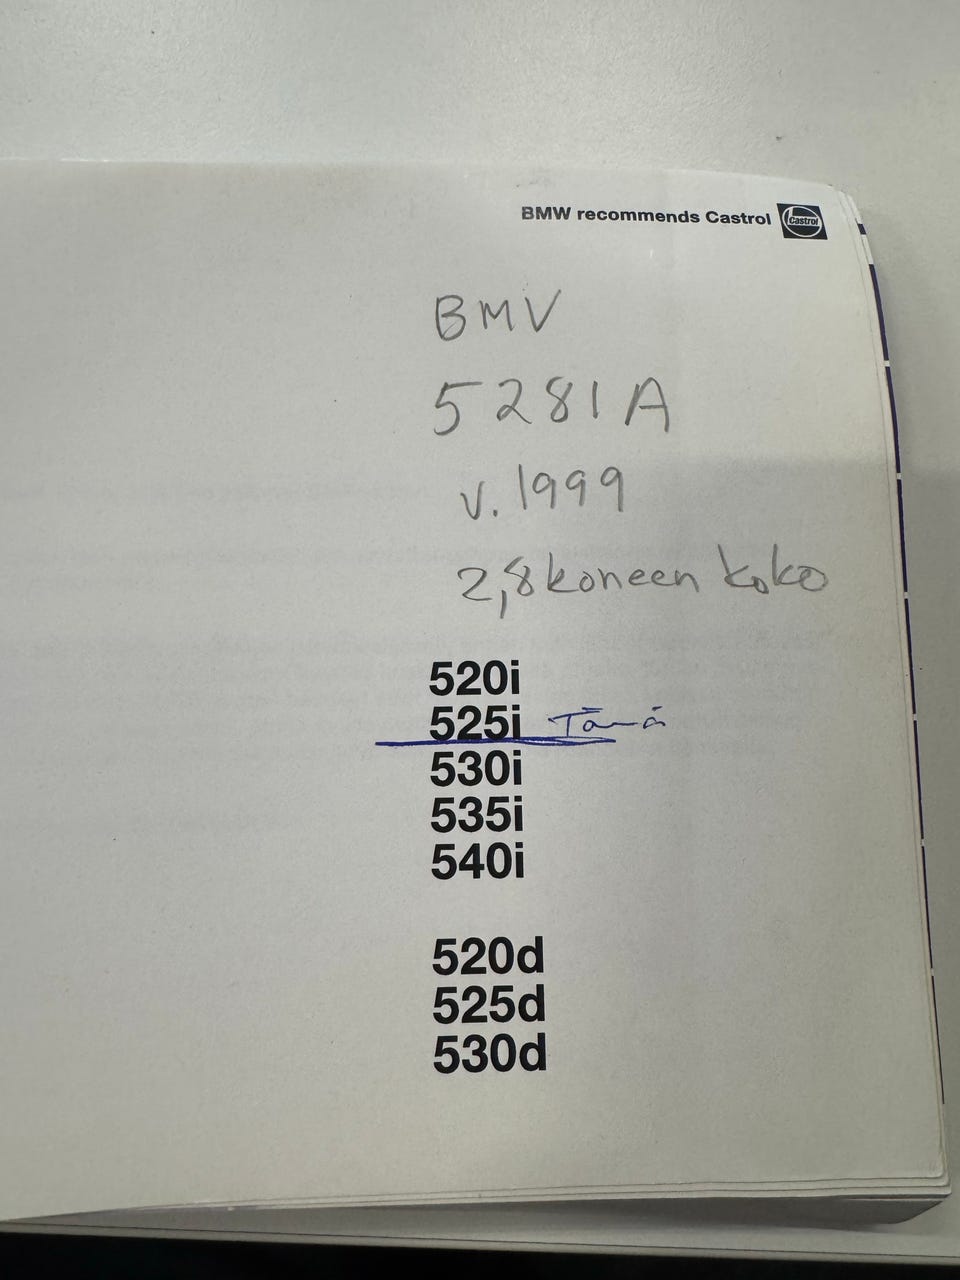 BMW recommends Castrol Castrol
BMV
5281A
v. 1999
2,8 koneen koko
520i
525i Tämä
530i
535i
540i
520d
525d
530d